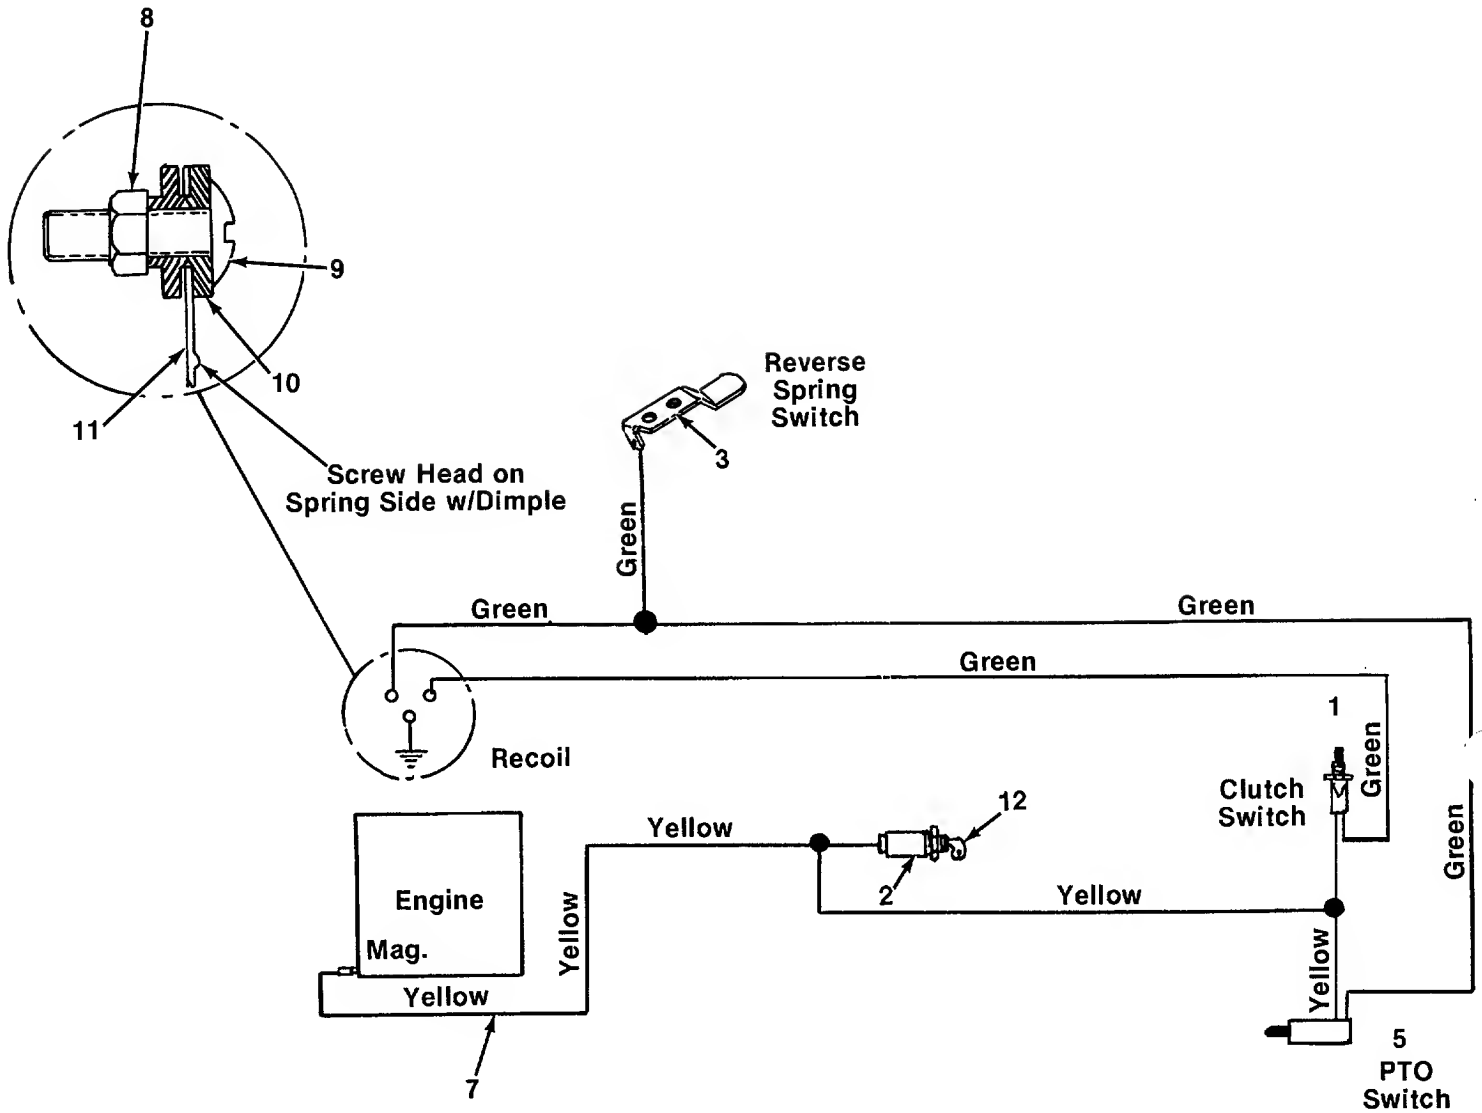 8
9
10
11
Screw Head on
Spring Side w/Dimple
Reverse
Spring
Switch
3
Green
Green
Green
Green
1
Clutch
Switch
Green
Green
Recoil
Engine
Mag.
Yellow
7
Yellow
Yellow
2
12
Yellow
Yellow
5
PTO
Switch